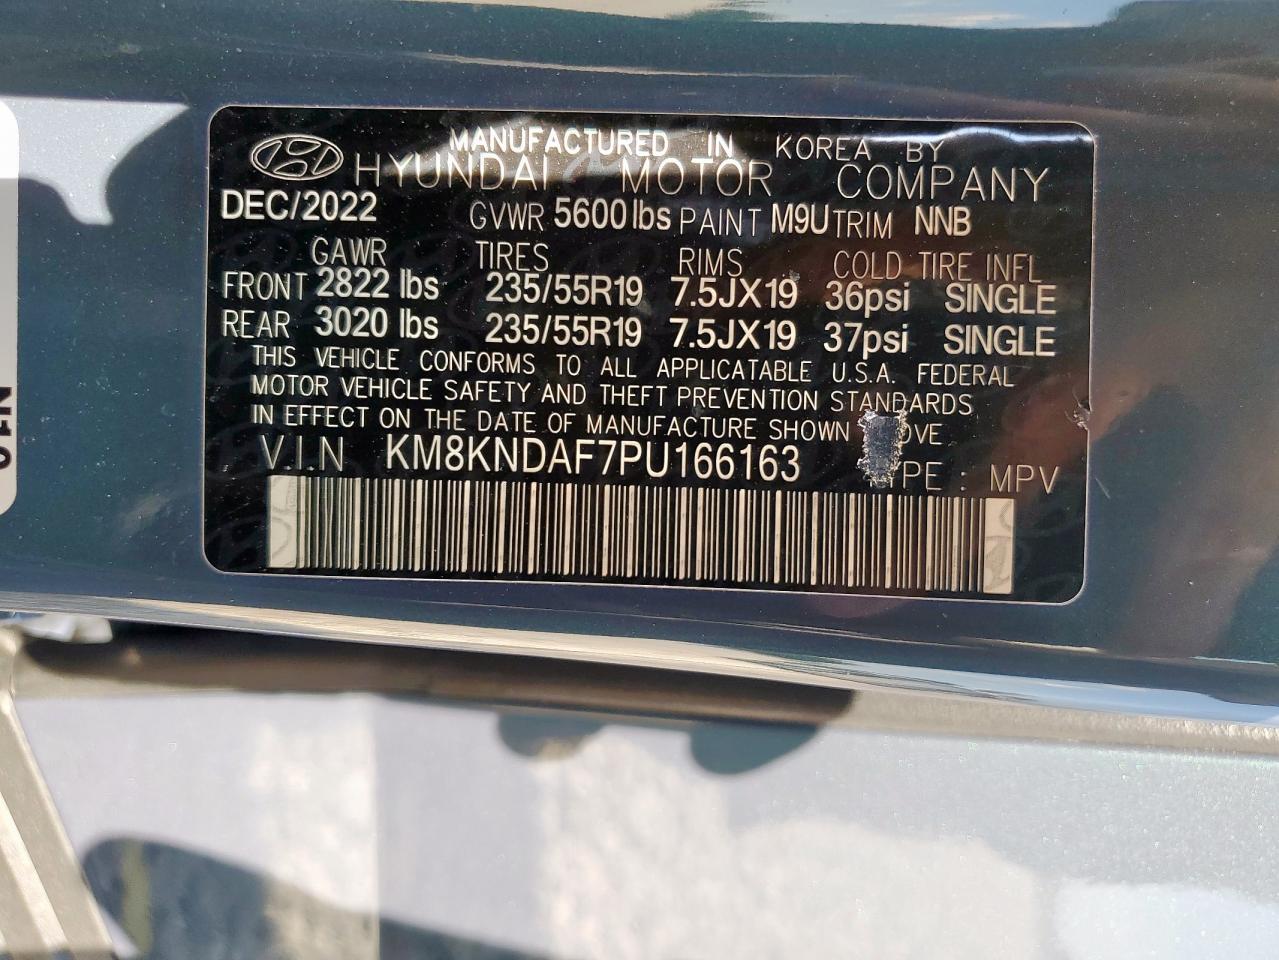 MANUFACTURED IN KOREA BY
HYUNDAI MOTOR COMPANY
DEC/2022 GVWR 5600 lbs PAINT M9U TRIM NNB
GAWR TIRES RIMS COLD TIRE INFL
FRONT 2822 lbs 235/55R19 7.5JX19 36psi SINGLE
REAR 3020 lbs 235/55R19 7.5JX19 37psi SINGLE
THIS VEHICLE CONFORMS TO ALL APPLICATABLE U.S.A. FEDERAL
MOTOR VEHICLE SAFETY AND THEFT PREVENTION STANDARDS
IN EFFECT ON THE DATE OF MANUFACTURE SHOWN OVE
V.I.N KM8KNDAF7PU166163 YPE : MPV